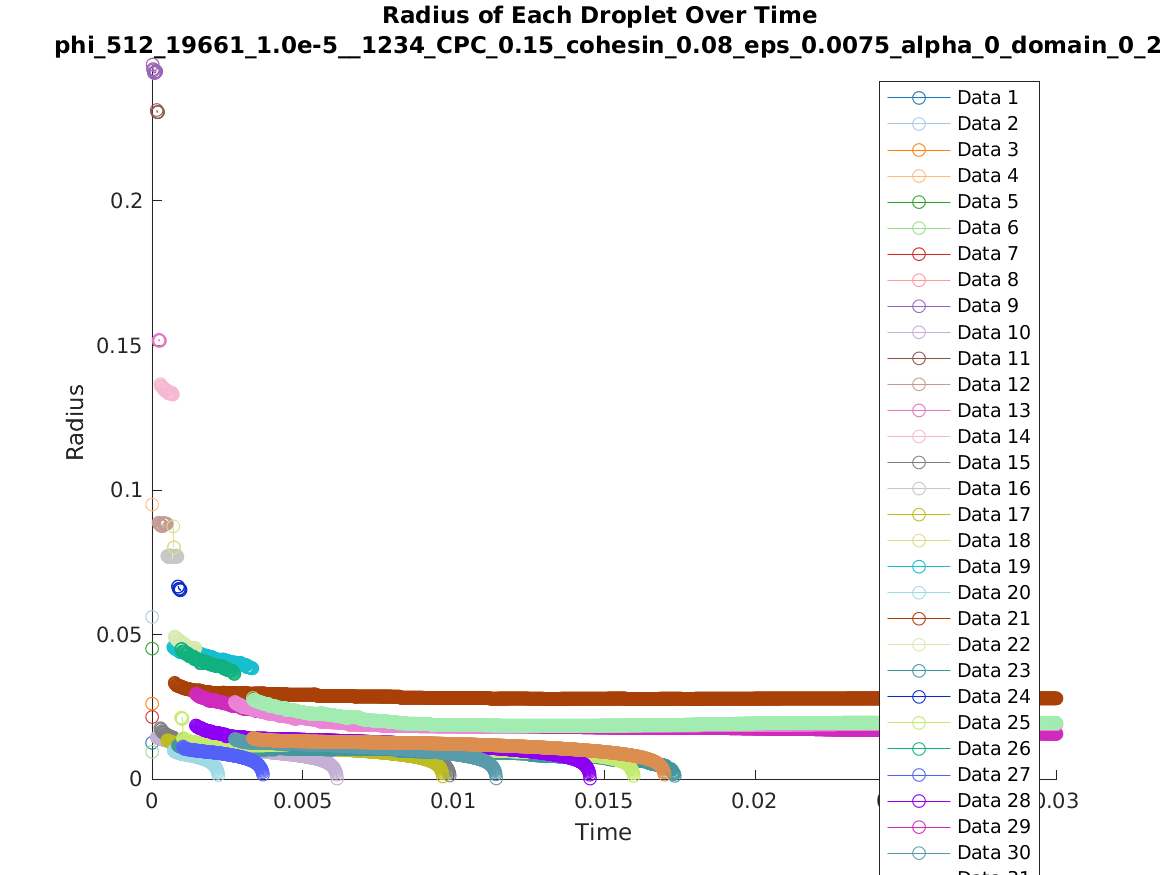 Radius of Each Droplet Over Time
phi_512_19661_1.0e-5__1234_CPC_0.15_cohesin_0.08_eps_0.0075_alpha_0_domain_0_2
Radius
0.2
0.15
0.1
0.05
0
0
0.005
0.01
0.015
0.02
0.03
Time
Data 1
Data 2
Data 3
Data 4
Data 5
Data 6
Data 7
Data 8
Data 9
Data 10
Data 11
Data 12
Data 13
Data 14
Data 15
Data 16
Data 17
Data 18
Data 19
Data 20
Data 21
Data 22
Data 23
Data 24
Data 25
Data 26
Data 27
Data 28
Data 29
Data 30